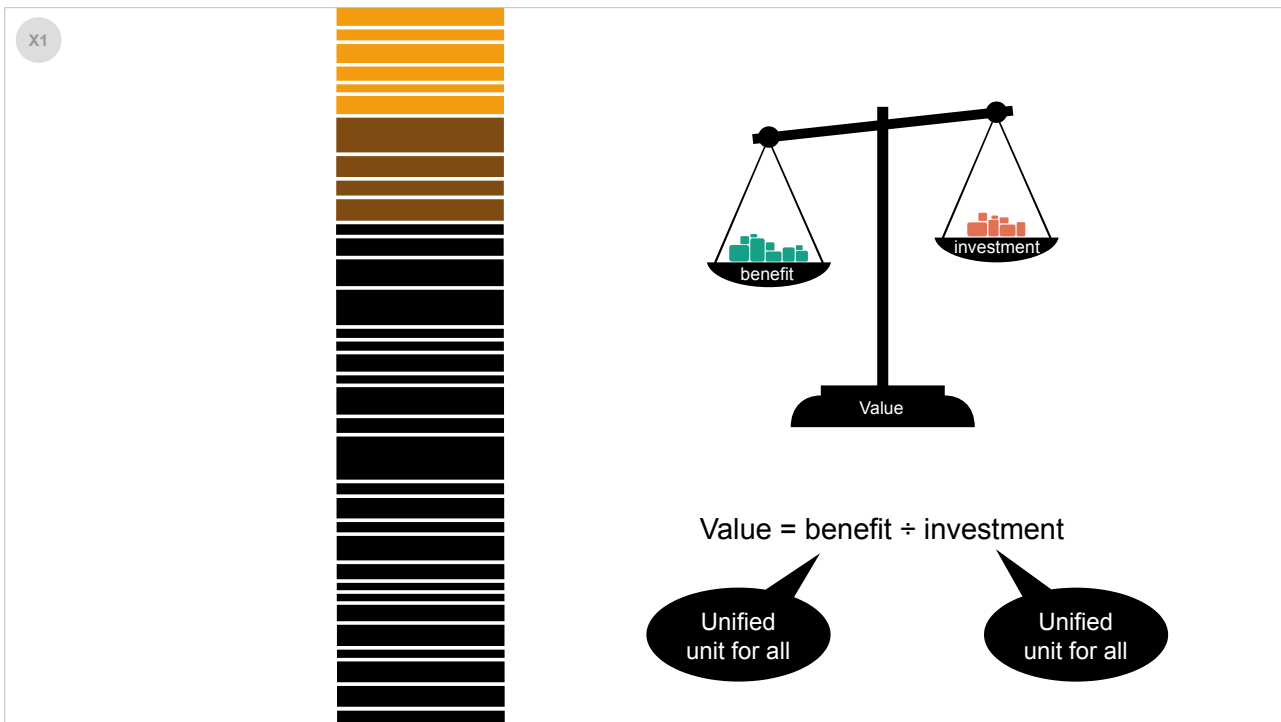 X1
benefit
investment
Value
Value = benefit ÷ investment
Unified
unit for all
Unified
unit for all